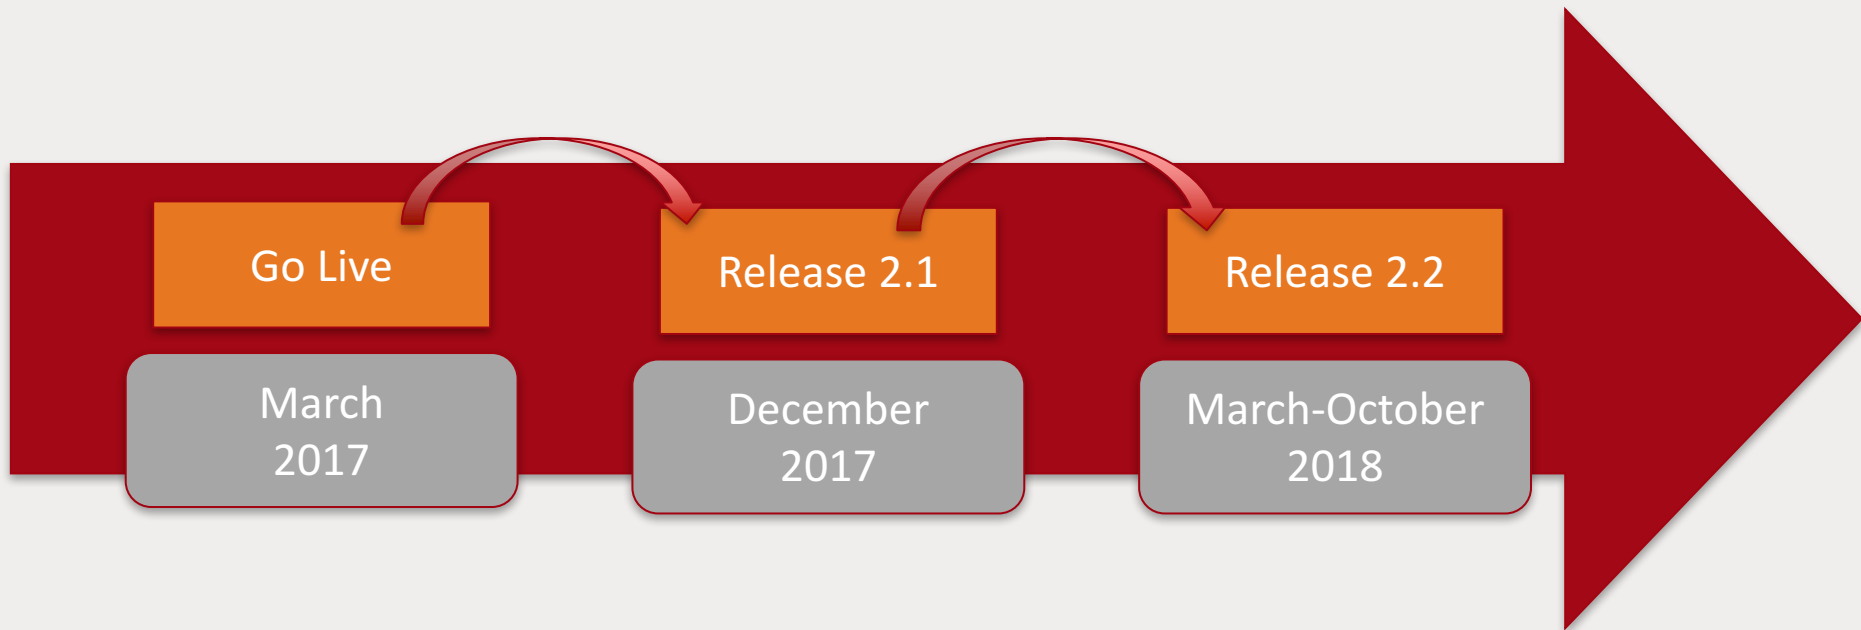 Go Live
Release 2.1
Release 2.2
March
2017
December
2017
March-October
2018